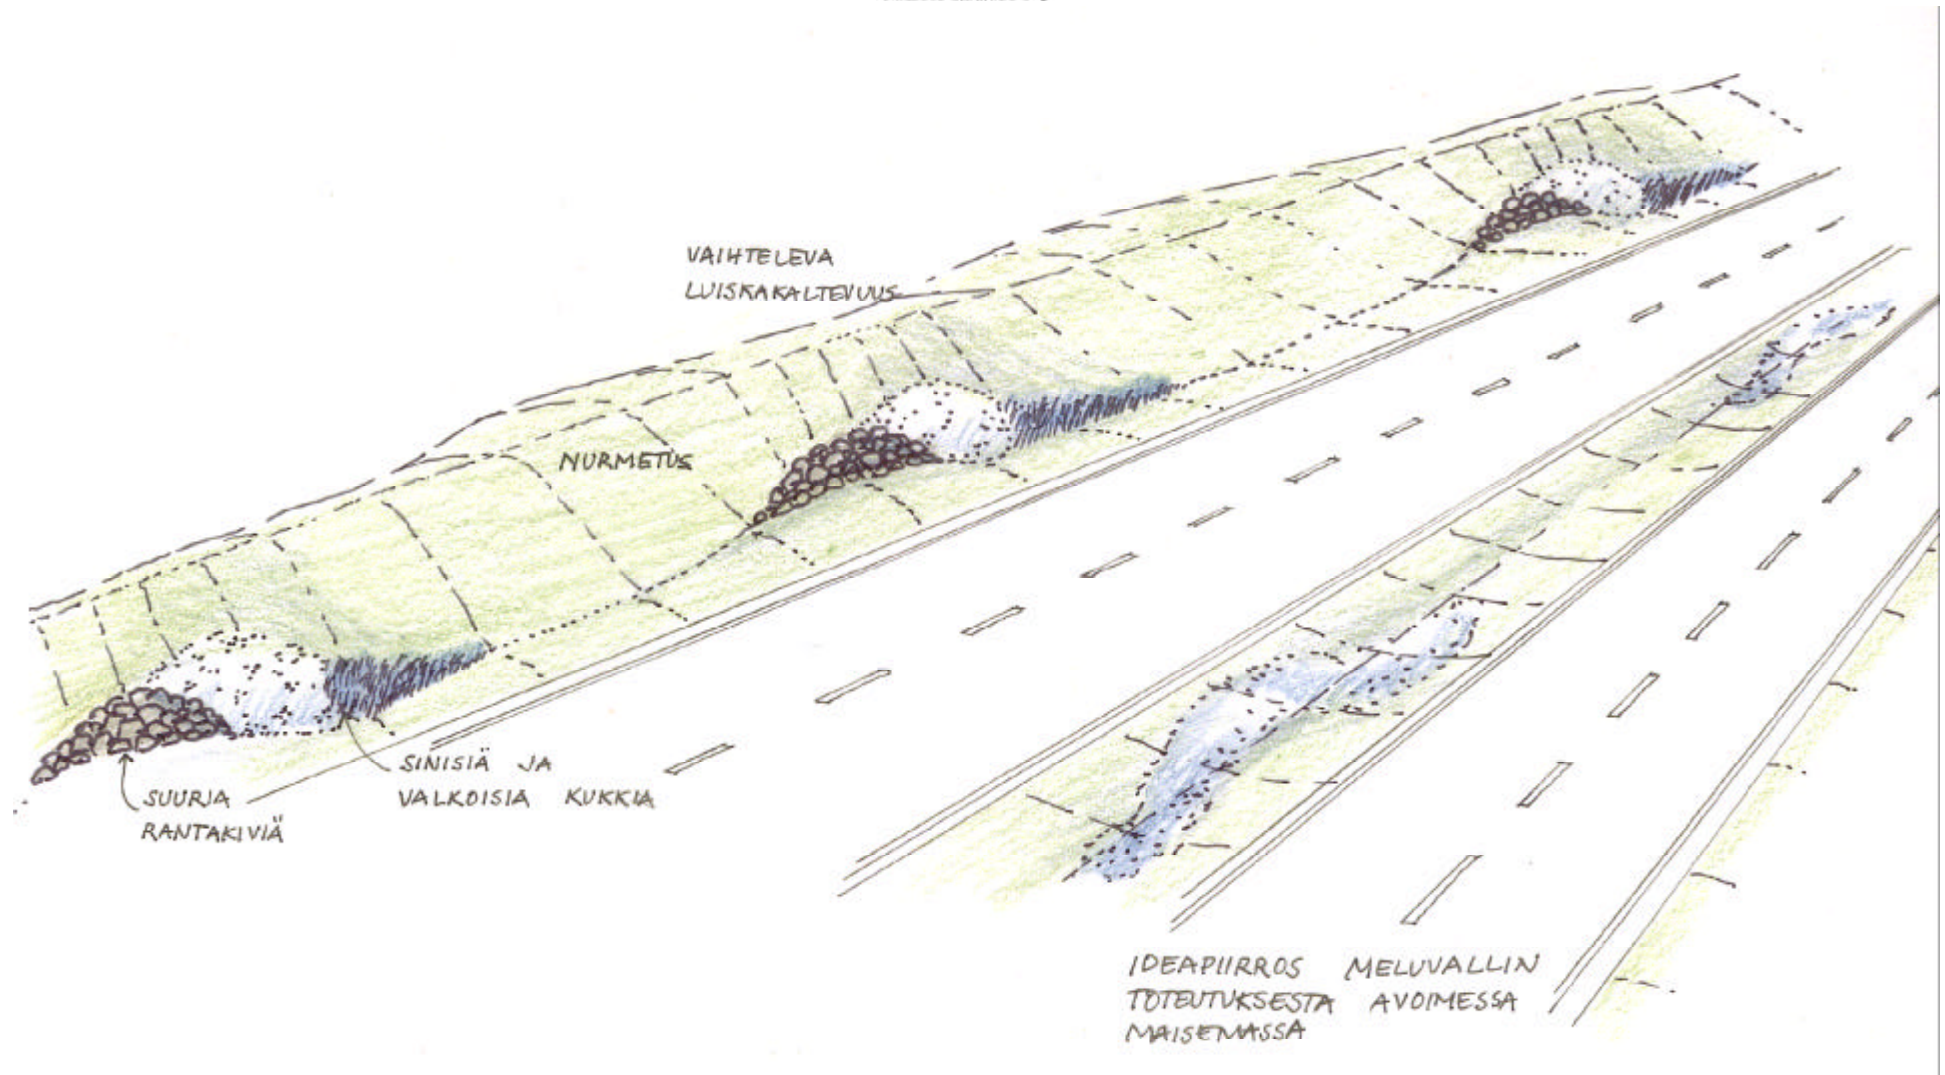 VAIHTELEVA
LUISKAKALTEVUUS
NURMETUS
SINISIÄ JA
VALKOISIA KUKKIA
SUURIA
RANTAKIVIÄ
IDEAPIIRROS MELUVALLIN
TOTEUTUKSESTA AVOIMESSA
MAISEMASSA